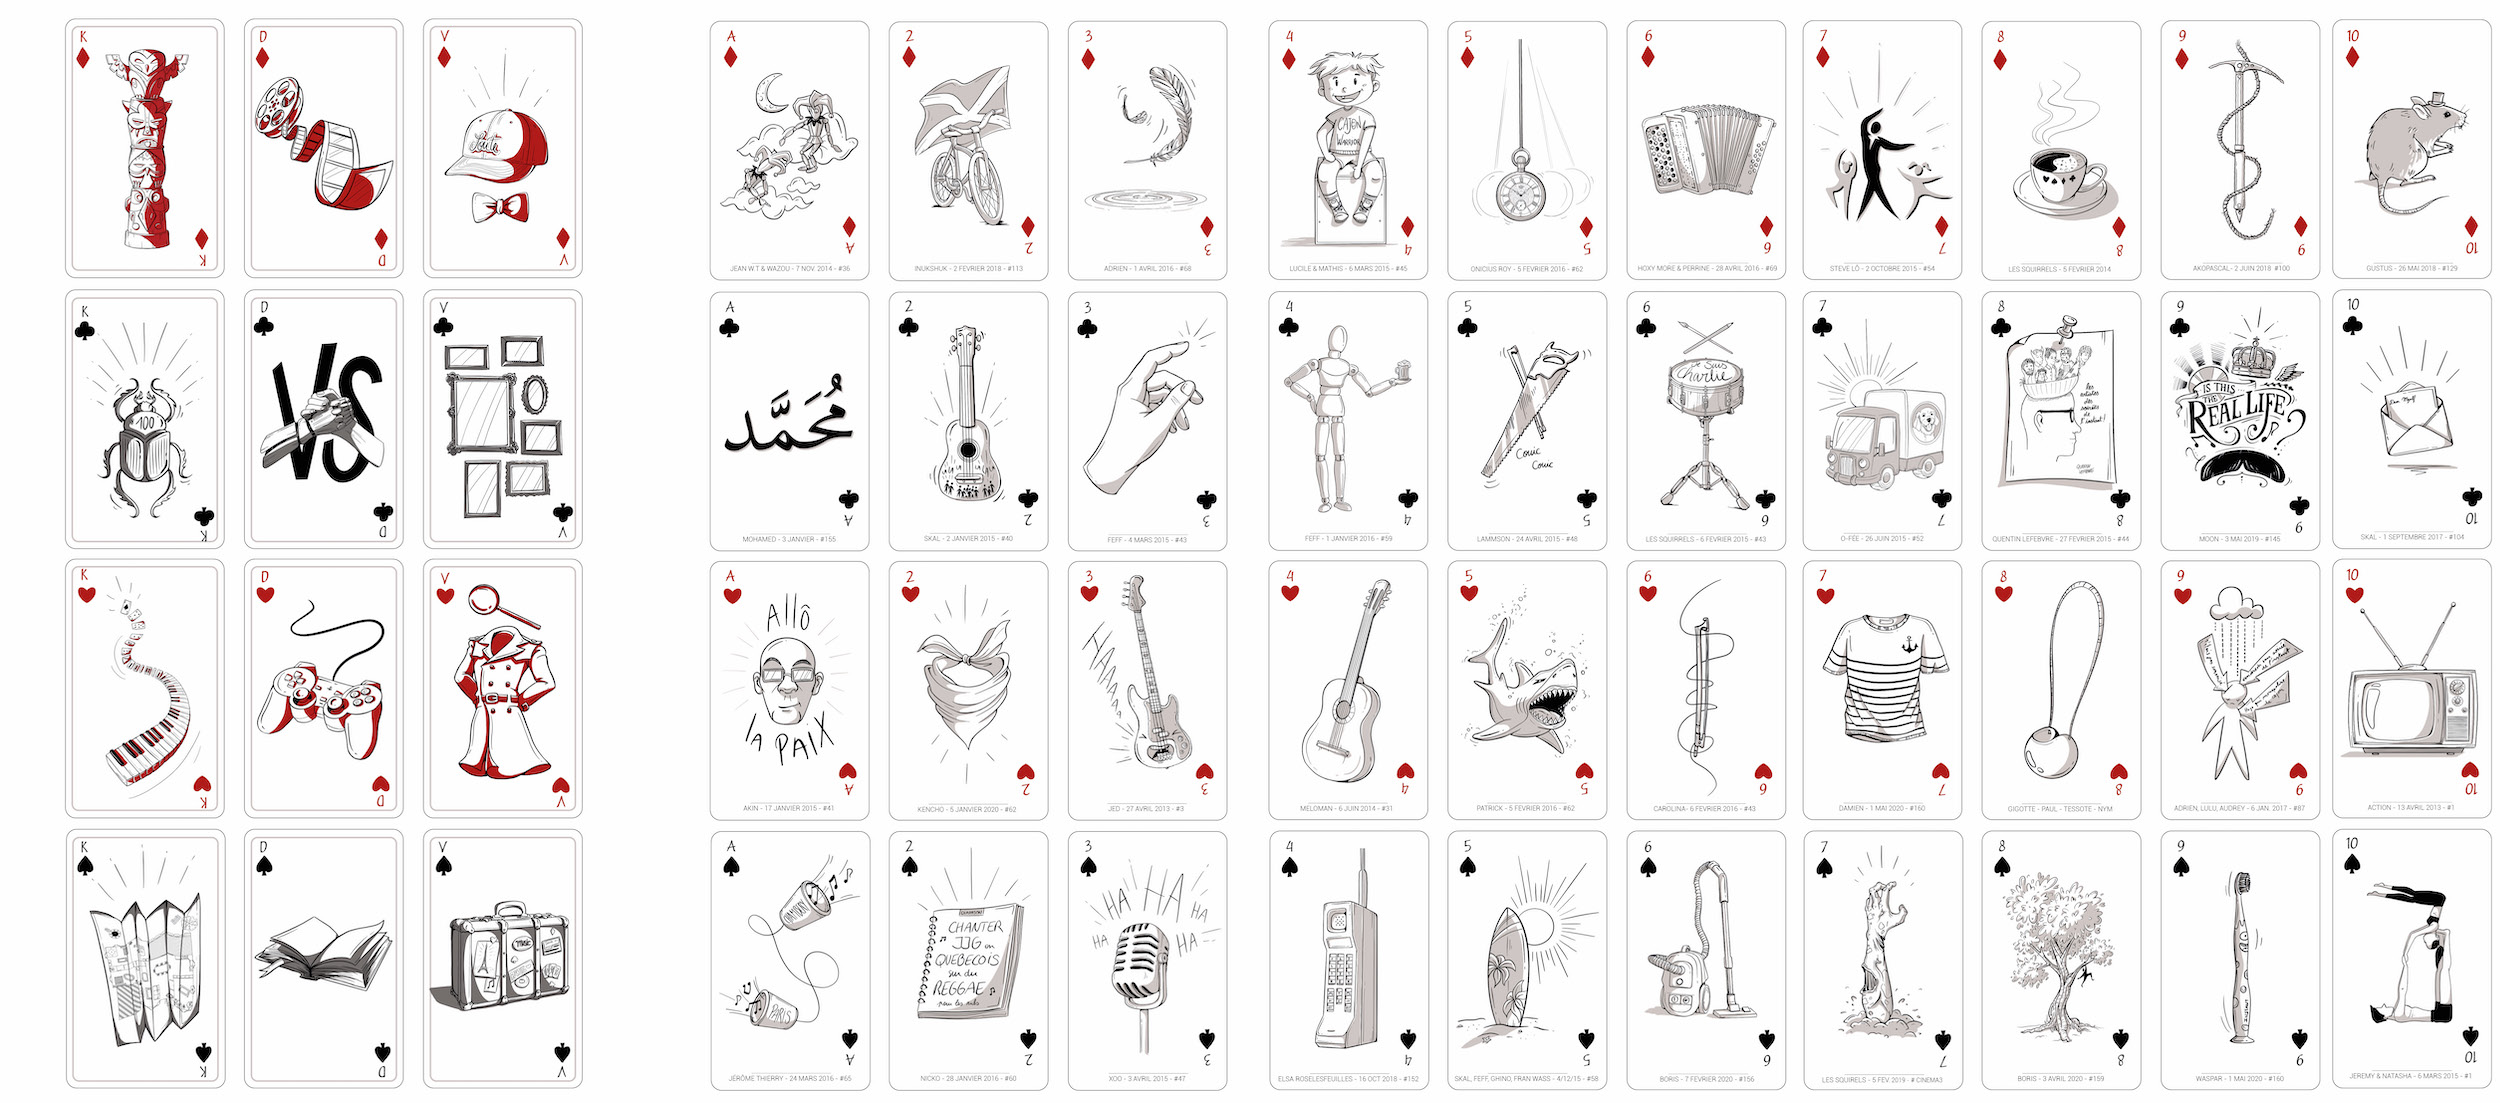 K
K
D
D
V
V
A
A
JEAN W.T & WAZOU - 7 NOV. 2014 - #36
2
2
INUKSHUK - 2 FEVRIER 2018 - #113
3
3
ADRIEN - 1 AVRIL 2016 - #68
4
CAJON
WARRIOR
4
LUCILE & MATHIS - 6 MARS 2015 - #45
5
5
ONICIUS ROY - 5 FEVRIER 2016 - #62
6
6
HOXY MORE & PERRINE - 28 AVRIL 2016 - #69
7
7
STEVE LÖ - 2 OCTOBRE 2015 - #54
8
8
LES SQUIRRELS - 5 FEVRIER 2014
9
9
AKOPASCAL - 2 JUIN 2018 #100
10
10
GUSTUS - 26 MAI 2018 - #129
K
100
K
D
VS
D
V
V
A
مُحَمَّد
A
MOHAMED - 3 JANVIER - #155
2
2
SKAL - 2 JANVIER 2015 - #40
3
3
FEFF - 4 MARS 2015 - #43
4
4
FEFF - 1 JANVIER 2016 - #59
5
Couic
Couic
5
LAMMSON - 24 AVRIL 2015 - #48
6
Je Suis
Charlie
6
LES SQUIRRELS - 6 FEVRIER 2015 - #43
7
7
O-FEE - 26 JUIN 2015 - #52
8
les
artistes
des
soirées
de
l'instant!
8
QUENTIN LEFEBVRE - 27 FEVRIER 2015 - #44
9
IS THIS
THE
REAL LIFE
?
9
MOON - 3 MAI 2019 - #145
10
10
SKAL - 1 SEPTEMBRE 2017 - #104
K
K
D
D
V
V
A
Allô
la PAIX
A
AKIN - 17 JANVIER 2015 - #41
2
2
KENCHO - 5 JANVIER 2020 - #62
3
3
JED - 27 AVRIL 2013 - #3
4
4
MELOMAN - 6 JUIN 2014 - #31
5
5
PATRICK - 5 FEVRIER 2016 - #62
6
6
CAROLINA - 6 FEVRIER 2016 - #43
7
7
DAMIEN - 1 MAI 2020 - #160
8
8
GIGOTTE - PAUL - TESSOTE - NYM
9
9
ADRIEN, LULU, AUDREY - 6 JAN. 2017 - #87
10
10
ACTION - 13 AVRIL 2013 - #1
K
K
D
D
V
MUSIC
V
A
PARIS
A
JÉRÔME THIERRY - 24 MARS 2016 - #65
2
CHANTER
JJG en
QUEBECOIS
sur du
REGGAE
2
NICKO - 28 JANVIER 2016 - #60
3
HA HA HA
HA HA
3
XOO - 3 AVRIL 2015 - #47
4
4
ELSA ROSELESFEUILLES - 16 OCT 2018 - #152
5
5
SKAL, FEFF, GHINO, FRAN WASS - 4/12/15 - #58
6
6
BORIS - 7 FEVRIER 2020 - #156
7
7
LES SQUIRRELS - 5 FEV. 2019 - # CINEMA3
8
8
BORIS - 3 AVRIL 2020 - #159
9
9
WASPAR - 1 MAI 2020 - #160
10
10
JEREMY & NATASHA - 6 MARS 2015 - #1